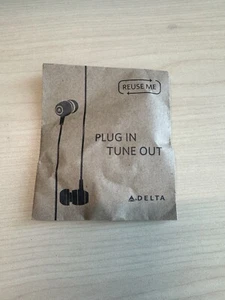 REUSE ME
PLUG IN
TUNE OUT
DELTA